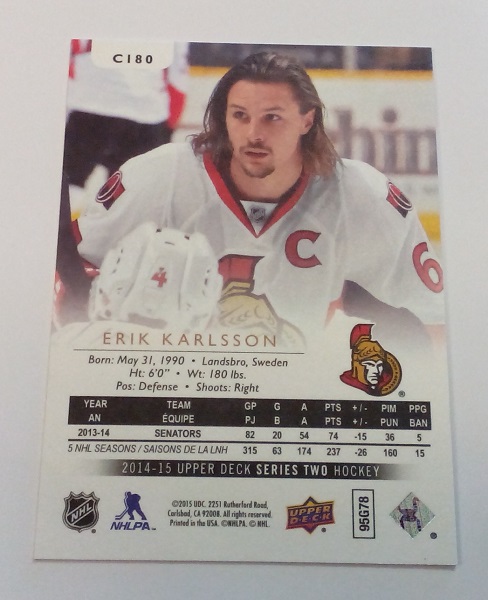 C180
C
6
4
ERIK KARLSSON
Born: May 31, 1990 • Landsbro, Sweden
Ht: 6'0" • Wt: 180 lbs.
Pos: Defense • Shoots: Right
YEAR TEAM GP G A PTS +/- PIM PPG
AN ÉQUIPE PJ B A PTS +/- PUN BAN
2013-14 SENATORS 82 20 54 74 -15 36 5
5 NHL SEASONS / SAISONS DE LA LNH 315 63 174 237 -26 160 15
2014-15 UPPER DECK SERIES TWO HOCKEY
NHL
NHLPA
©2015 UDC. 2251 Rutherford Road,
Carlsbad, CA 92008. All rights reserved.
Printed in the USA. ©NHLPA. © NHL.
UPPER DECK
95G78